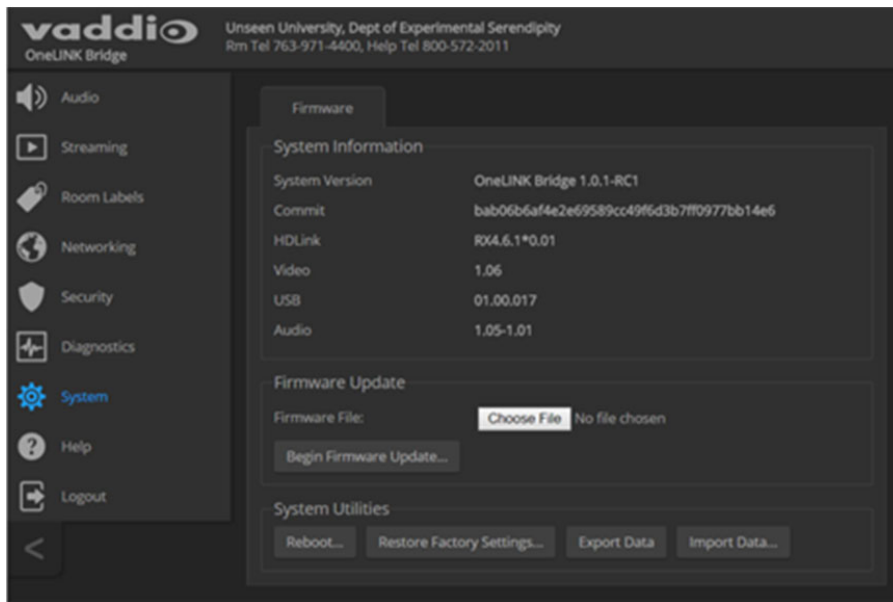 vaddio
OneLINK Bridge
Unseen University, Dept of Experimental Serendipity
Rm Tel 763-971-4400, Help Tel 800-572-2011
Audio
Streaming
Room Labels
Networking
Security
Diagnostics
System
Help
Logout
<
Firmware
System Information
System Version OneLINK Bridge 1.0.1-RC1
Commit bab06b6af4e2e69589cc49f6d3b7ff0977bb14e6
HDLink RX4.6.1*0.01
Video 1.06
USB 01.00.017
Audio 1.05-1.01
Firmware Update
Firmware File: Choose File No file chosen
Begin Firmware Update...
System Utilities
Reboot... Restore Factory Settings... Export Data Import Data...